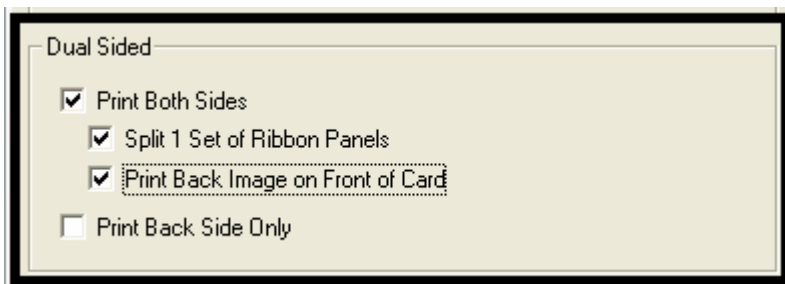 Dual Sided
Print Both Sides
Split 1 Set of Ribbon Panels
Print Back Image on Front of Card
Print Back Side Only